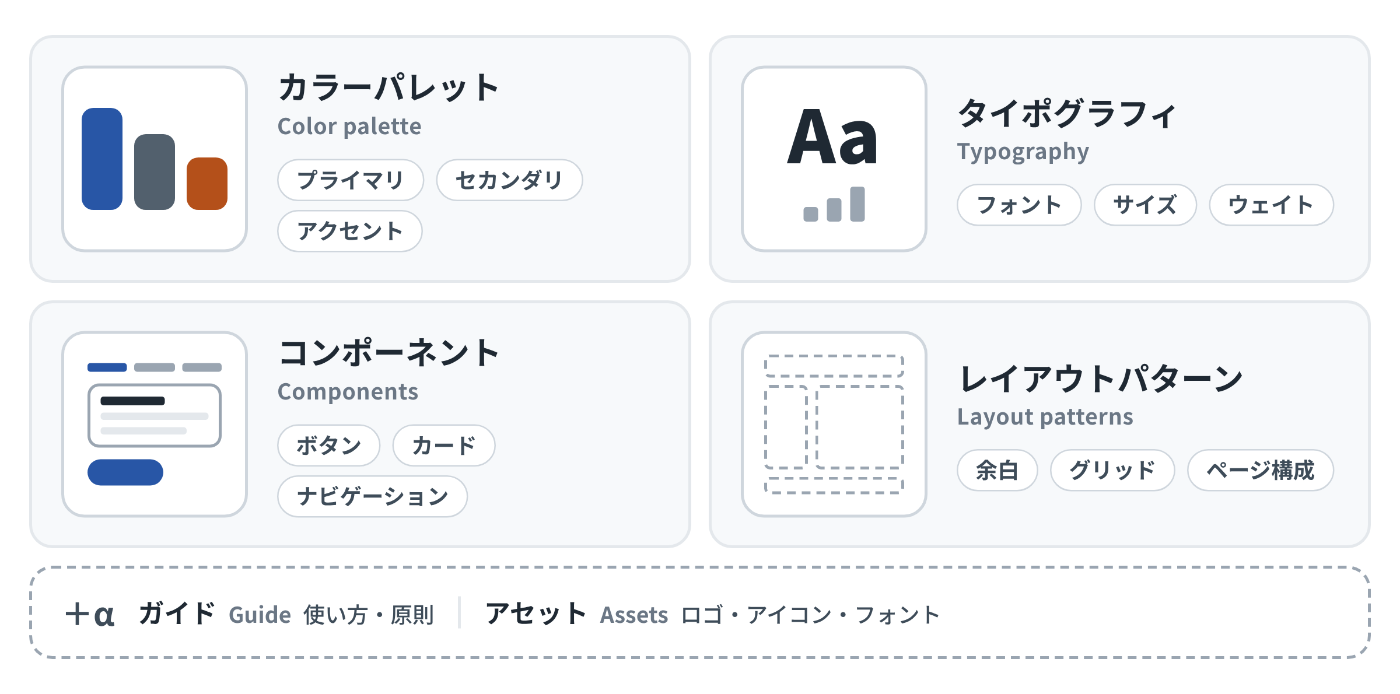 カラーパレット
Color palette
プライマリ セカンダリ
アクセント
Aa
タイポグラフィ
Typography
フォント サイズ ウェイト
コンポーネント
Components
ボタン カード
ナビゲーション
レイアウトパターン
Layout patterns
余白 グリッド ページ構成
＋α ガイド Guide 使い方・原則 アセット Assets ロゴ・アイコン・フォント